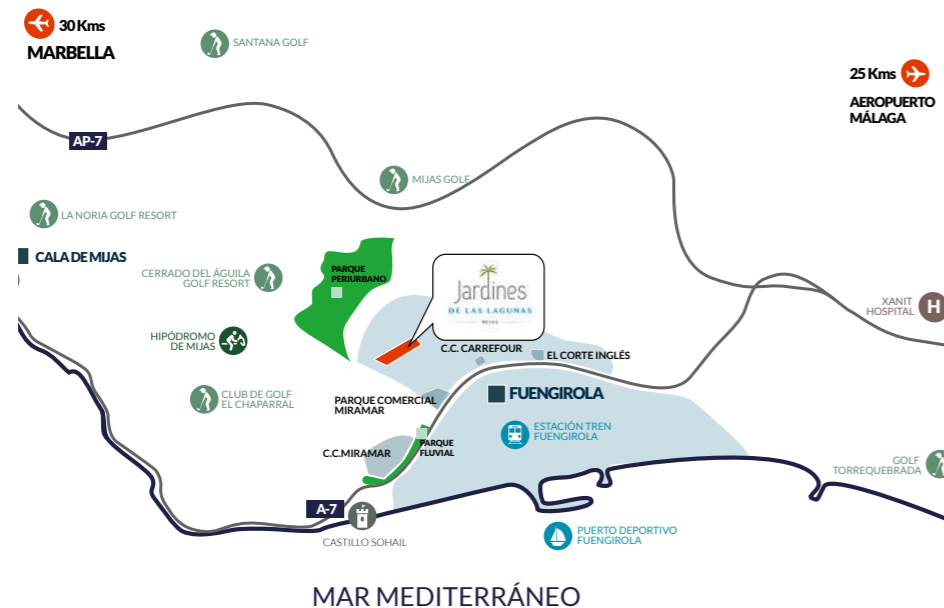 30 Kms
MARBELLA
SANTANA GOLF
25 Kms
AEROPUERTO
MÁLAGA
AP-7
MIJAS GOLF
LA NORIA GOLF RESORT
CALA DE MIJAS
CERRADO DEL ÁGUILA
GOLF RESORT
PARQUE
PERIURBANO
Jardines
DE LAS LAGUNAS
MIJAS
XANIT
HOSPITAL
H
HIPÓDROMO
DE MIJAS
C.C. CARREFOUR
EL CORTE INGLÉS
CLUB DE GOLF
EL CHAPARRAL
PARQUE COMERCIAL
MIRAMAR
FUENGIROLA
ESTACIÓN TREN
FUENGIROLA
C.C.MIRAMAR
PARQUE
FLUVIAL
GOLF
TORREQUEBRADA
A-7
CASTILLO SOHAIL
PUERTO DEPORTIVO
FUENGIROLA
MAR MEDITERRÁNEO